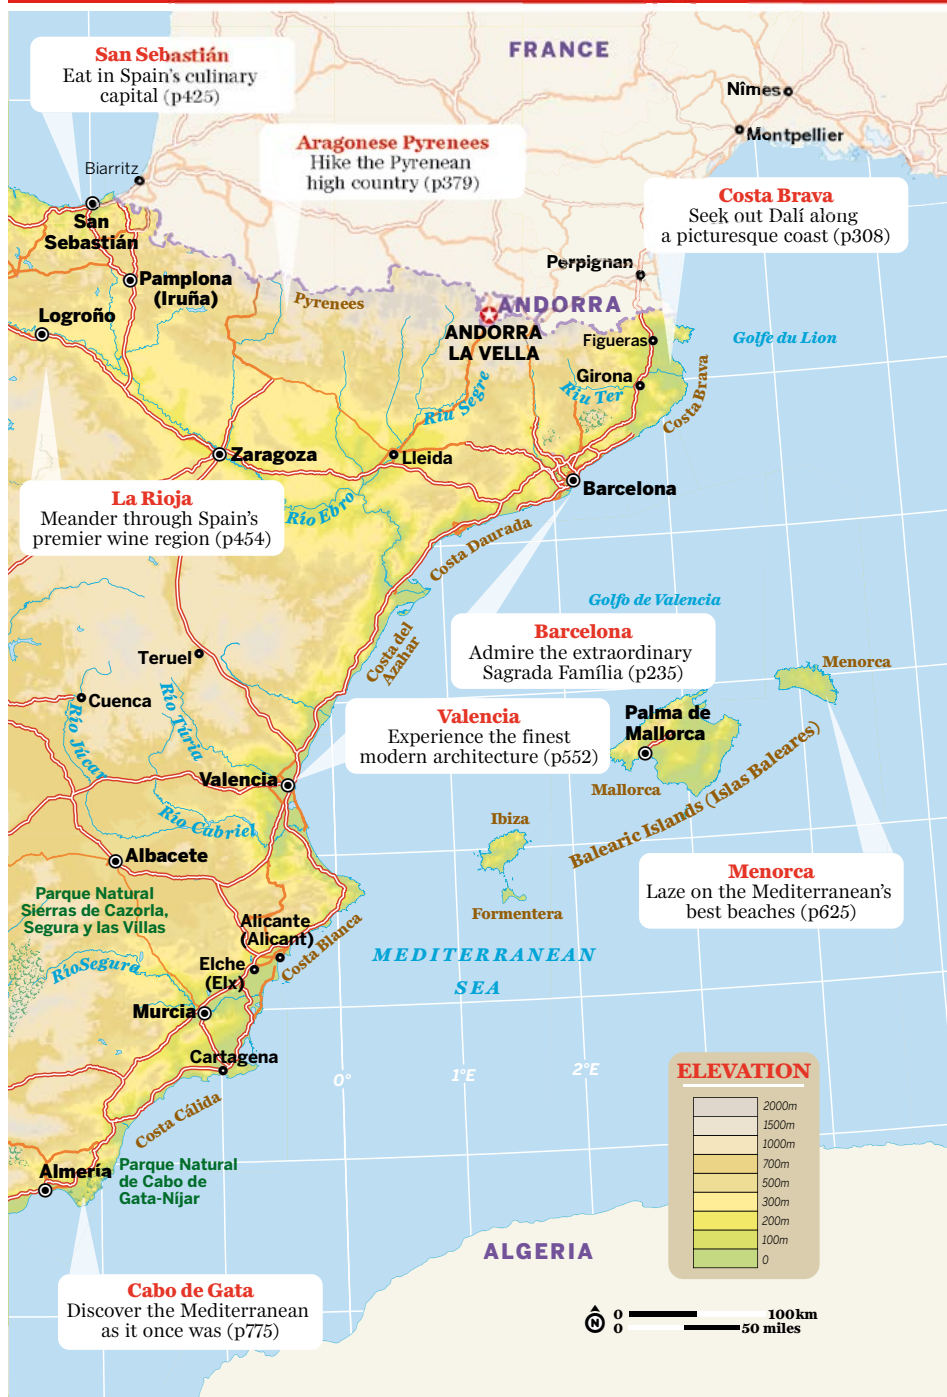 FRANCE
San Sebastián
Eat in Spain's culinary
capital (p425)
Nîmes
Montpellier
Aragonese Pyrenees
Hike the Pyrenean
high country (p379)
Biarritz
Costa Brava
Seek out Dalí along
a picturesque coast (p308)
San
Sebastián
Perpignan
Pamplona
(Iruña)
Pyrenees
ANDORRA
Logroño
ANDORRA
LA VELLA
Figueras
Golfe du Lion
Girona
Riu Segre
Riu Ter
Costa Brava
Zaragoza
Lleida
Barcelona
La Rioja
Meander through Spain's
premier wine region (p454)
Río Ebro
Costa Daurada
Golfo de Valencia
Barcelona
Admire the extraordinary
Sagrada Família (p235)
Costa del
Azahar
Teruel
Menorca
Cuenca
Río Júcar
Río Turia
Valencia
Experience the finest
modern architecture (p552)
Palma de
Mallorca
Valencia
Mallorca
Balearic Islands (Islas Baleares)
Río Cabriel
Ibiza
Albacete
Menorca
Laze on the Mediterranean's
best beaches (p625)
Parque Natural
Sierras de Cazorla,
Segura y las Villas
Formentera
Alicante
(Alicant)
Costa Blanca
MEDITERRANEAN
SEA
Elche
(Elx)
RíoSegura
Murcia
Cartagena
0°
1°E
2°E
ELEVATION
2000m
1500m
1000m
700m
500m
300m
200m
100m
0
Costa Cálida
Almería
Parque Natural
de Cabo de
Gata-Níjar
ALGERIA
Cabo de Gata
Discover the Mediterranean
as it once was (p775)
N
0 100km
0 50 miles